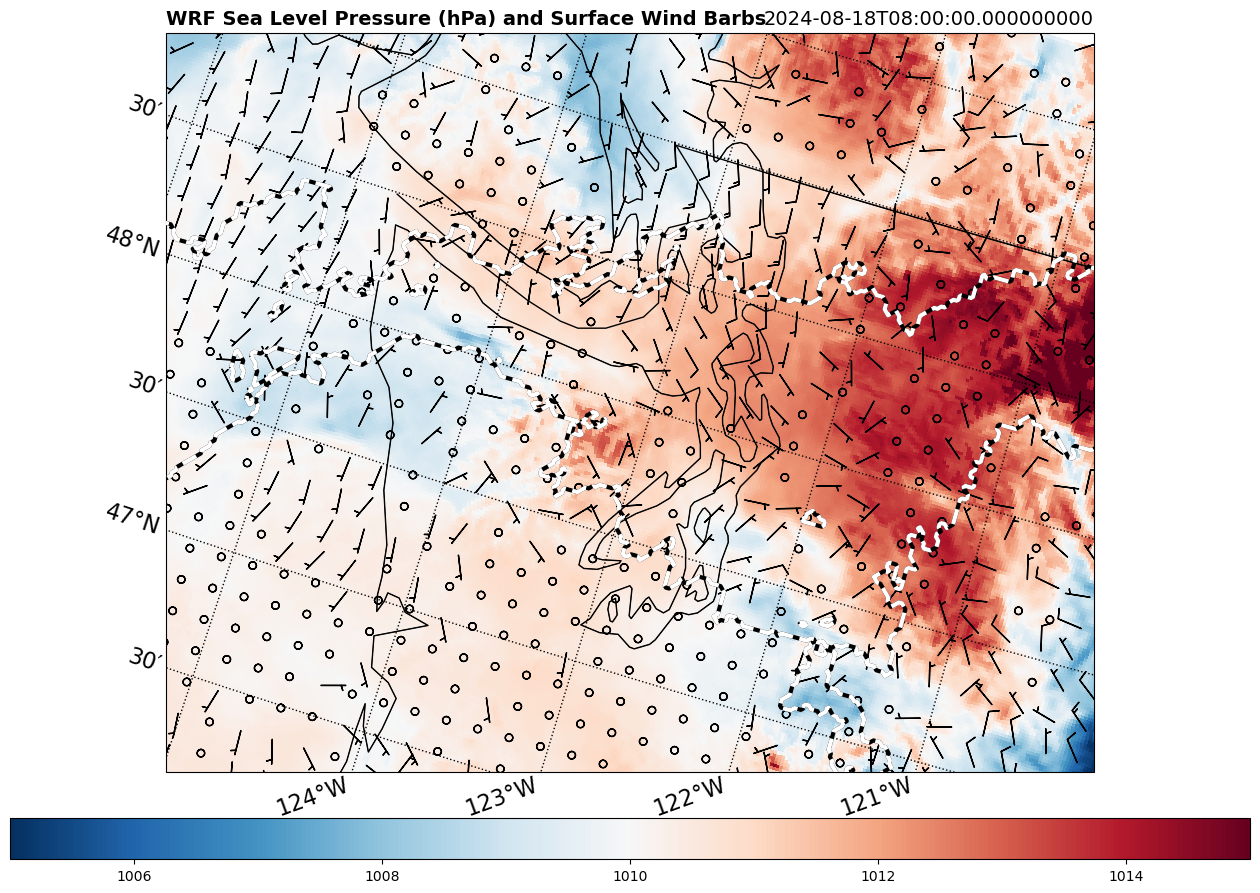 WRF Sea Level Pressure (hPa) and Surface Wind Barbs 2024-08-18T08:00:00.000000000
30′
48°N
30′
47°N
30′
124°W 123°W 122°W 121°W
1006 1008 1010 1012 1014